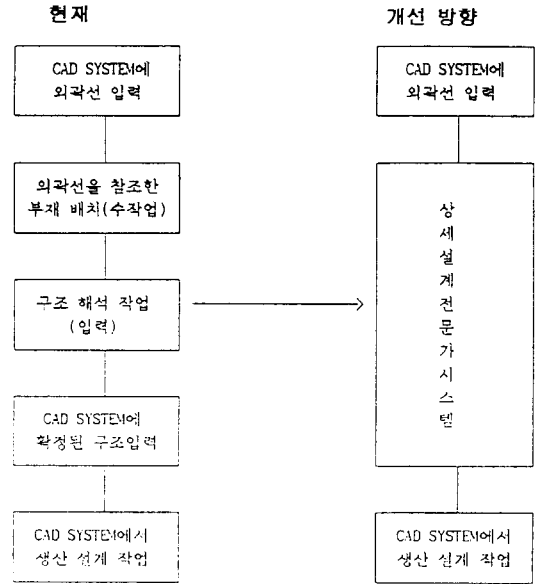 현재
CAD SYSTEM에
외곽선 입력
외곽선을 참조한
부재 배치(수작업)
구조 해석 작업
(입력)
CAD SYSTEM에
확정된 구조입력
CAD SYSTEM에서
생산 설계 작업
개선 방향
CAD SYSTEM에
외곽선 입력
상
세
설
계
전
문
가
시
스
템
CAD SYSTEM에서
생산 설계 작업